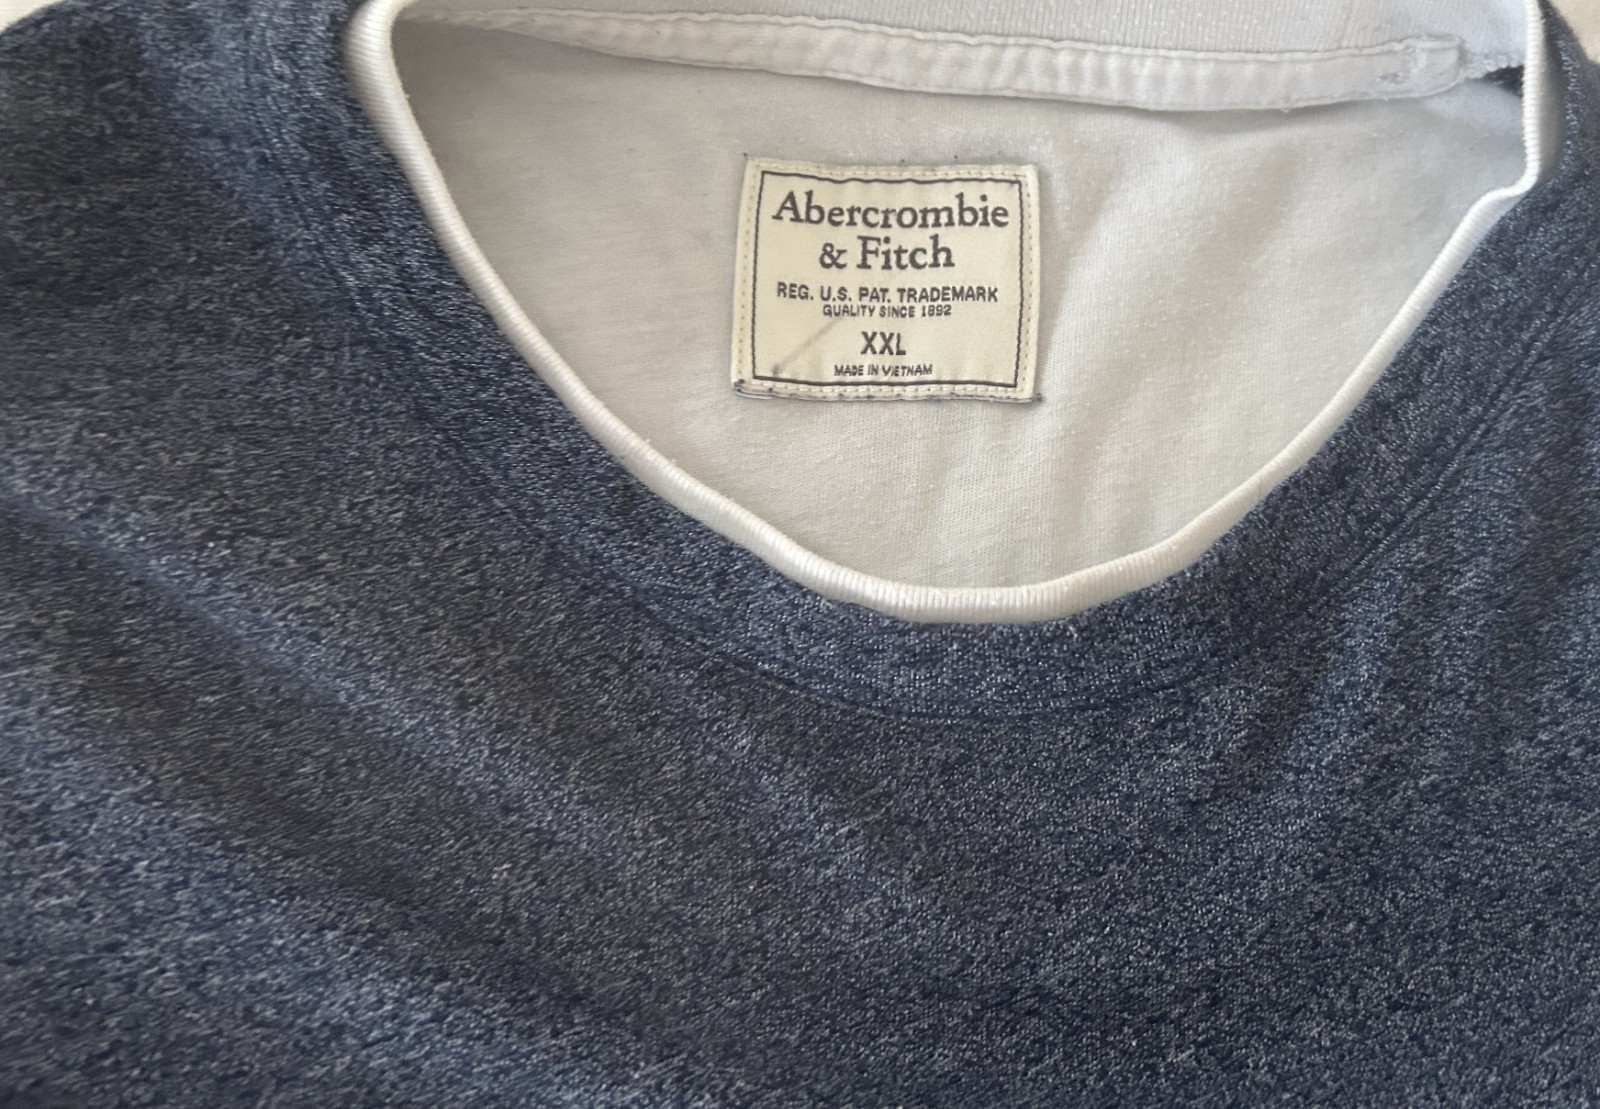 Abercrombie
& Fitch
REG. U.S. PAT. TRADEMARK
QUALITY SINCE 1892
XXL
MADE IN VIETNAM